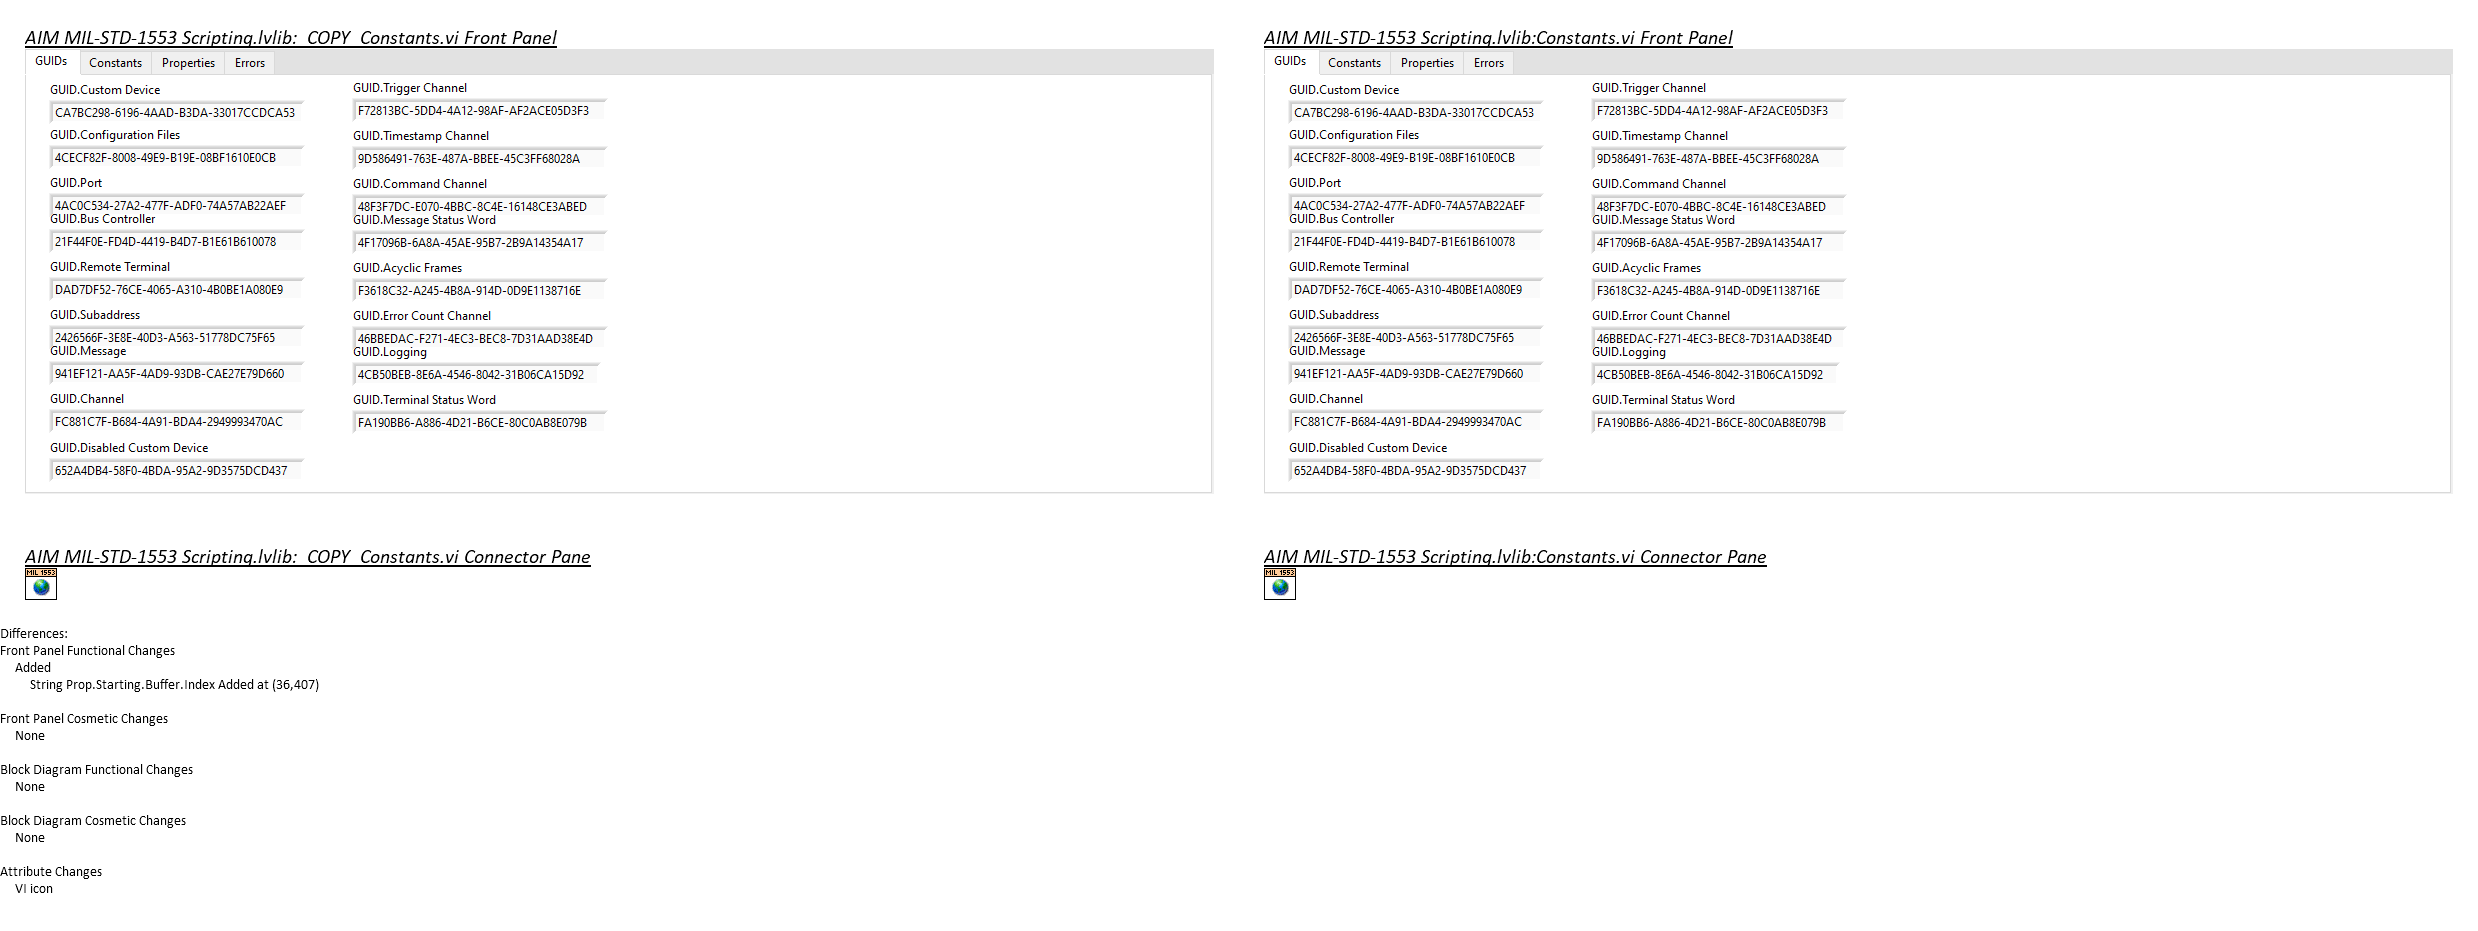 AIM MIL-STD-1553 Scripting.lvlib:_COPY_Constants.vi Front Panel
GUIDs Constants Properties Errors
GUID.Custom Device
CA7BC298-6196-4AAD-B3DA-33017CCDCA53
GUID.Configuration Files
4CECF82F-8008-49E9-B19E-08BF1610E0CB
GUID.Port
4AC0C534-27A2-477F-ADF0-74A57AB22AEF
GUID.Bus Controller
21F44F0E-FD4D-4419-B4D7-B1E61B610078
GUID.Remote Terminal
DAD7DF52-76CE-4065-A310-4B0BE1A080E9
GUID.Subaddress
2426566F-3E8E-40D3-A563-51778DC75F65
GUID.Message
941EF121-AA5F-4AD9-93DB-CAE27E79D660
GUID.Channel
FC881C7F-B684-4A91-BDA4-2949993470AC
GUID.Disabled Custom Device
652A4DB4-58F0-4BDA-95A2-9D3575DCD437
GUID.Trigger Channel
F72813BC-5DD4-4A12-98AF-AF2ACE05D3F3
GUID.Timestamp Channel
9D586491-763E-487A-BBEE-45C3FF68028A
GUID.Command Channel
48F3F7DC-E070-4BBC-8C4E-16148CE3ABED
GUID.Message Status Word
4F17096B-6A8A-45AE-95B7-2B9A14354A17
GUID.Acyclic Frames
F3618C32-A245-4B8A-914D-0D9E1138716E
GUID.Error Count Channel
46BBEDAC-F271-4EC3-BEC8-7D31AAD38E4D
GUID.Logging
4CB50BEB-8E6A-4546-8042-31B06CA15D92
GUID.Terminal Status Word
FA190BB6-A886-4D21-B6CE-80C0AB8E079B
AIM MIL-STD-1553 Scripting.lvlib:Constants.vi Front Panel
GUIDs Constants Properties Errors
GUID.Custom Device
CA7BC298-6196-4AAD-B3DA-33017CCDCA53
GUID.Configuration Files
4CECF82F-8008-49E9-B19E-08BF1610E0CB
GUID.Port
4AC0C534-27A2-477F-ADF0-74A57AB22AEF
GUID.Bus Controller
21F44F0E-FD4D-4419-B4D7-B1E61B610078
GUID.Remote Terminal
DAD7DF52-76CE-4065-A310-4B0BE1A080E9
GUID.Subaddress
2426566F-3E8E-40D3-A563-51778DC75F65
GUID.Message
941EF121-AA5F-4AD9-93DB-CAE27E79D660
GUID.Channel
FC881C7F-B684-4A91-BDA4-2949993470AC
GUID.Disabled Custom Device
652A4DB4-58F0-4BDA-95A2-9D3575DCD437
GUID.Trigger Channel
F72813BC-5DD4-4A12-98AF-AF2ACE05D3F3
GUID.Timestamp Channel
9D586491-763E-487A-BBEE-45C3FF68028A
GUID.Command Channel
48F3F7DC-E070-4BBC-8C4E-16148CE3ABED
GUID.Message Status Word
4F17096B-6A8A-45AE-95B7-2B9A14354A17
GUID.Acyclic Frames
F3618C32-A245-4B8A-914D-0D9E1138716E
GUID.Error Count Channel
46BBEDAC-F271-4EC3-BEC8-7D31AAD38E4D
GUID.Logging
4CB50BEB-8E6A-4546-8042-31B06CA15D92
GUID.Terminal Status Word
FA190BB6-A886-4D21-B6CE-80C0AB8E079B
AIM MIL-STD-1553 Scripting.lvlib:_COPY_Constants.vi Connector Pane
MIL 1553
AIM MIL-STD-1553 Scripting.lvlib:Constants.vi Connector Pane
MIL 1553
Differences:
Front Panel Functional Changes
Added
String Prop.Starting.Buffer.Index Added at (36,407)
Front Panel Cosmetic Changes
None
Block Diagram Functional Changes
None
Block Diagram Cosmetic Changes
None
Attribute Changes
VI icon